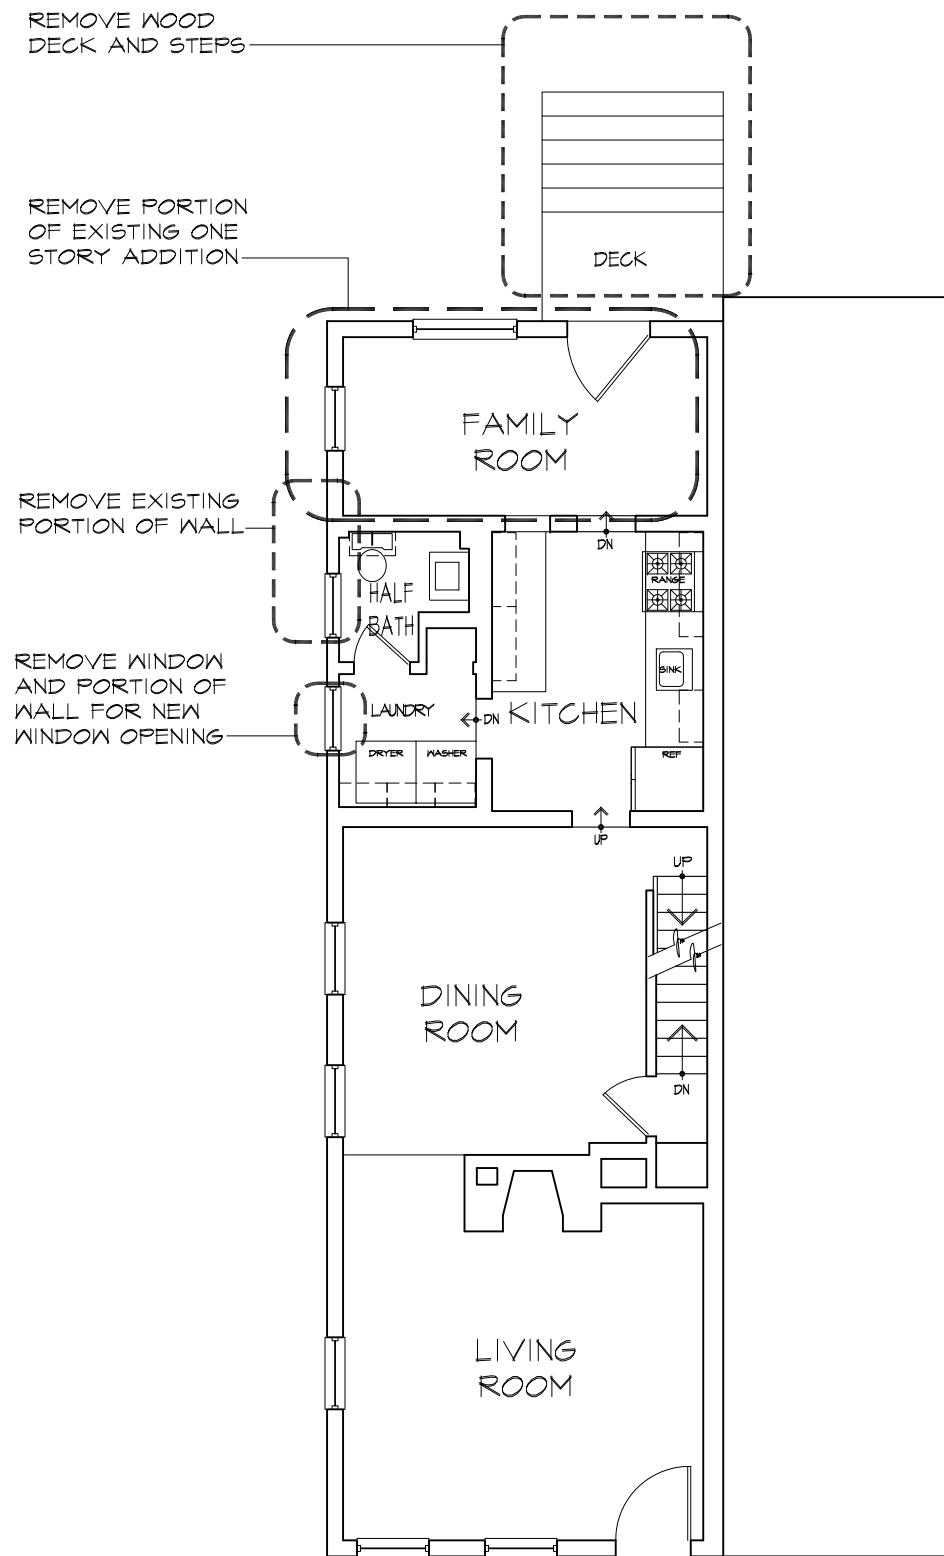 REMOVE WOOD
DECK AND STEPS
REMOVE PORTION
OF EXISTING ONE
STORY ADDITION
DECK
FAMILY
ROOM
REMOVE EXISTING
PORTION OF WALL
DN
HALF
BATH
RANGE
SINK
REMOVE WINDOW
AND PORTION OF
WALL FOR NEW
WINDOW OPENING
LAUNDRY
DN
KITCHEN
DRYER
WASHER
REF
UP
UP
DINING
ROOM
DN
LIVING
ROOM